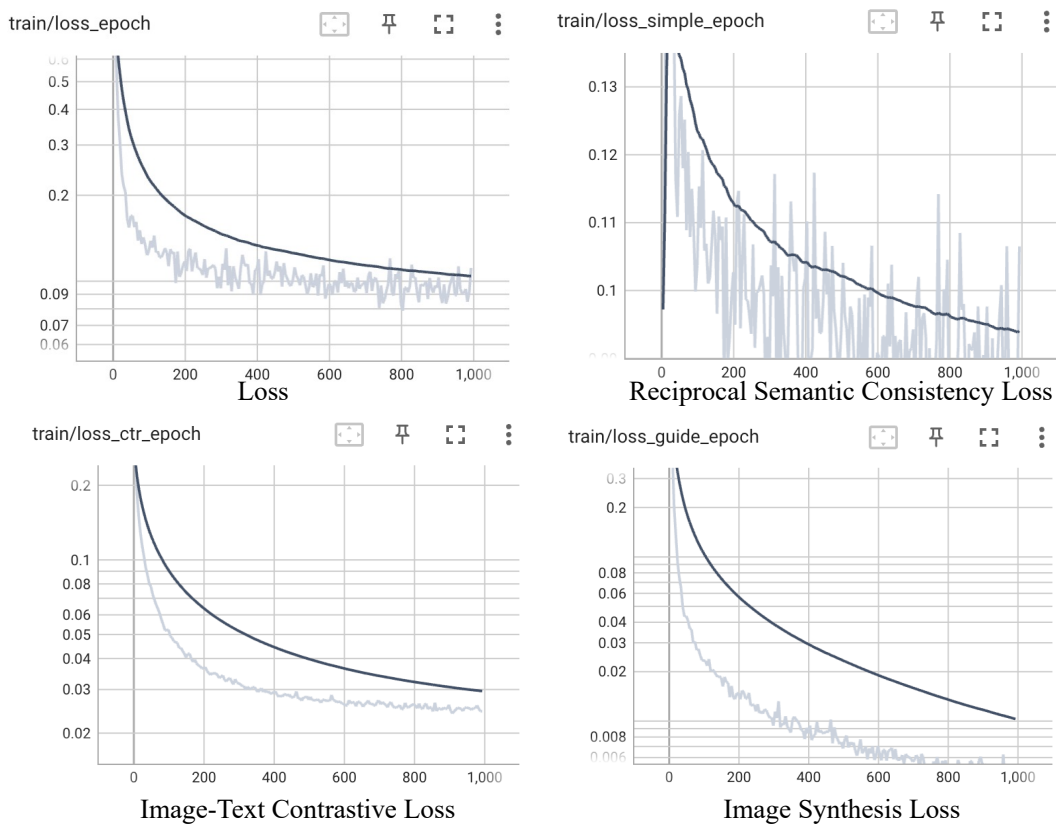 train/loss_epoch
0.6
0.5
0.4
0.3
0.2
0.09
0.07
0.06
0 200 400 600 800 1,000
Loss
train/loss_simple_epoch
0.13
0.12
0.11
0.1
0.09
0 200 400 600 800 1,000
Reciprocal Semantic Consistency Loss
train/loss_ctr_epoch
0.2
0.1
0.08
0.06
0.05
0.04
0.03
0.02
0 200 400 600 800 1,000
Image-Text Contrastive Loss
train/loss_guide_epoch
0.3
0.2
0.08
0.06
0.04
0.03
0.02
0.008
0.006
0 200 400 600 800 1,000
Image Synthesis Loss